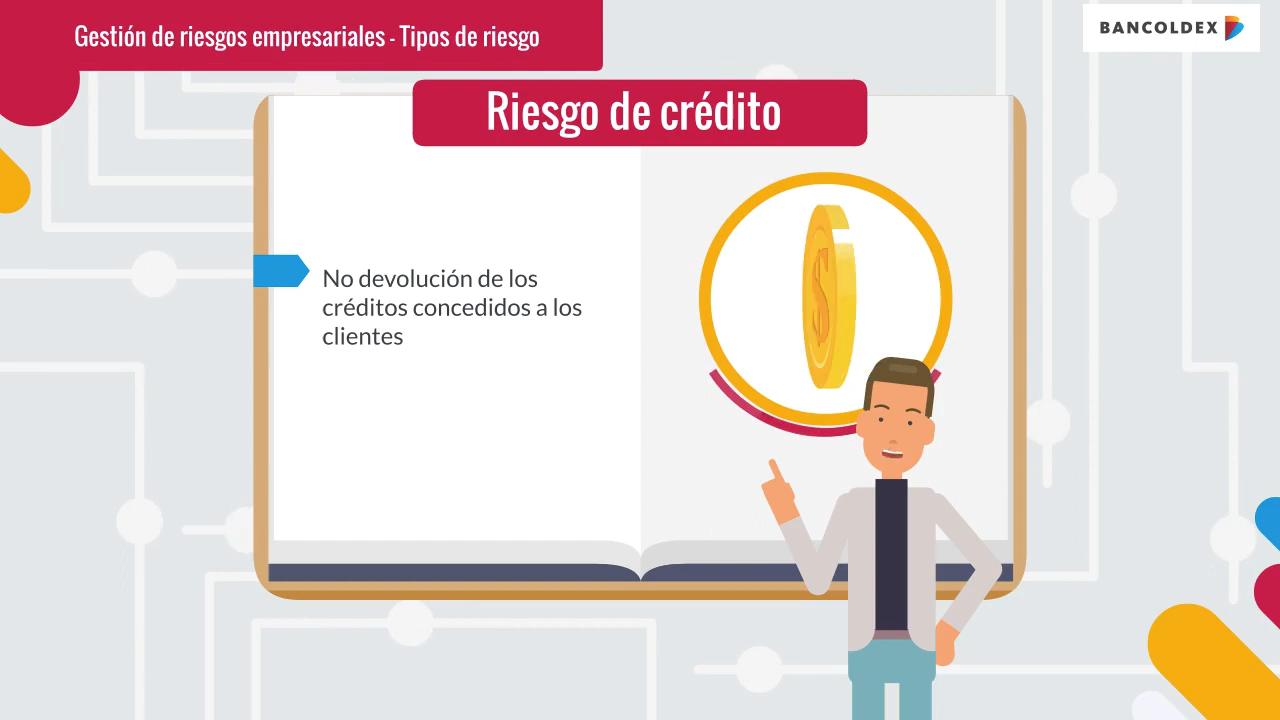 Gestión de riesgos empresariales - Tipos de riesgo
BANCOLDEX
Riesgo de crédito
No devolución de los
créditos concedidos a los
clientes
$